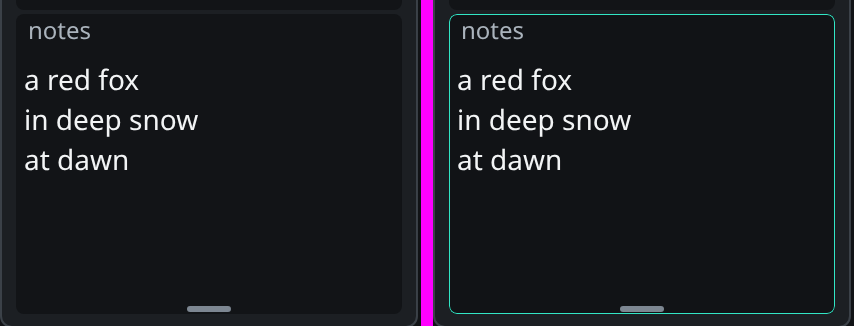 notes
a red fox
in deep snow
at dawn
notes
a red fox
in deep snow
at dawn